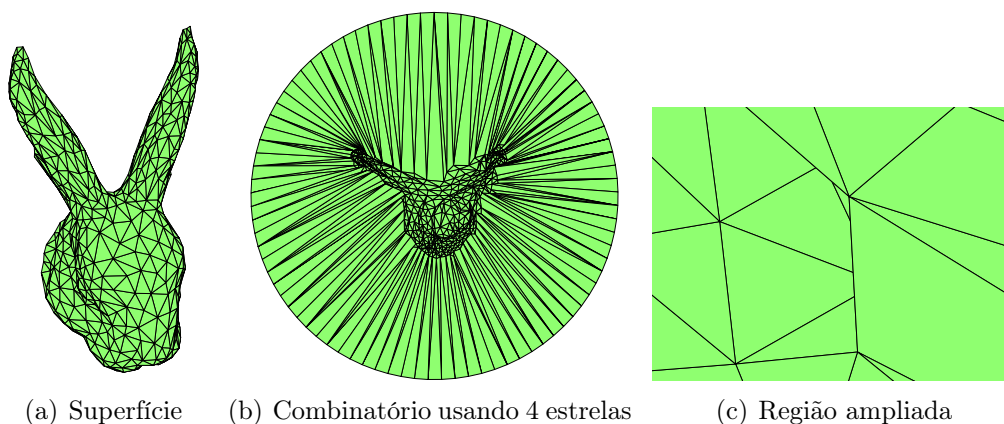 (a) Superfície
(b) Combinatório usando 4 estrelas
(c) Região ampliada